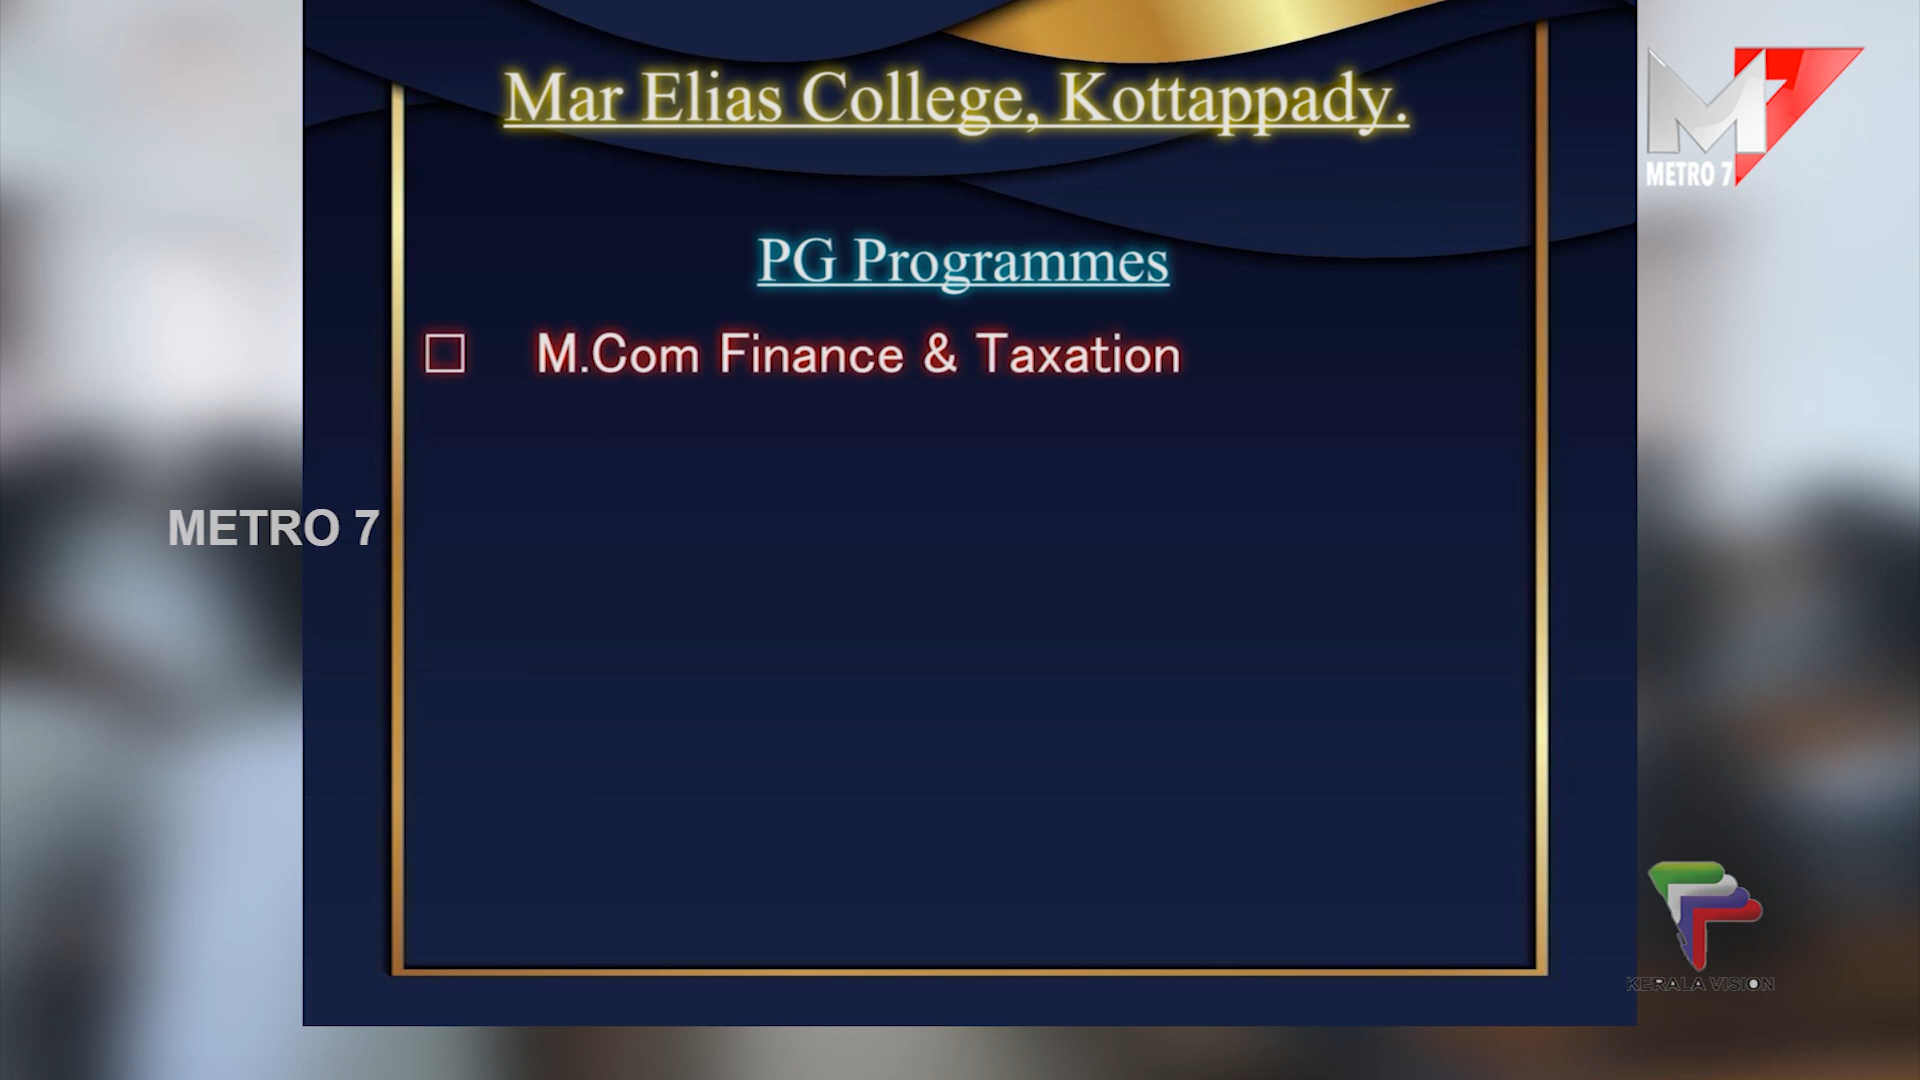 Mar Elias College, Kottappady.
METRO 7
PG Programmes
M.Com Finance & Taxation
METRO 7
KERALA VISION